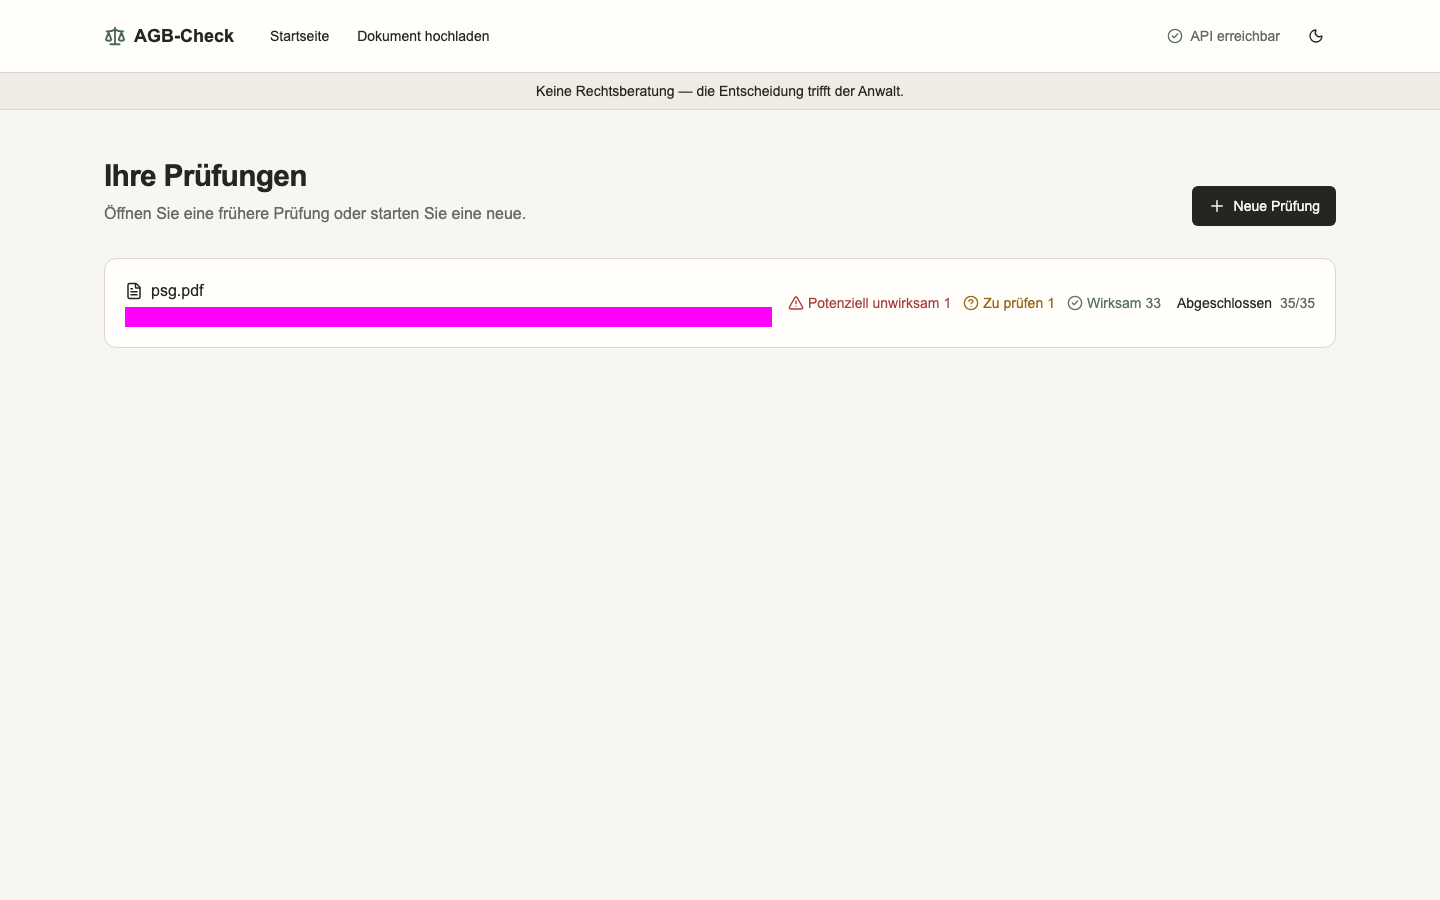 AGB-Check
Startseite
Dokument hochladen
API erreichbar
Keine Rechtsberatung — die Entscheidung trifft der Anwalt.
Ihre Prüfungen
Öffnen Sie eine frühere Prüfung oder starten Sie eine neue.
Neue Prüfung
psg.pdf
Potenziell unwirksam 1
Zu prüfen 1
Wirksam 33
Abgeschlossen 35/35